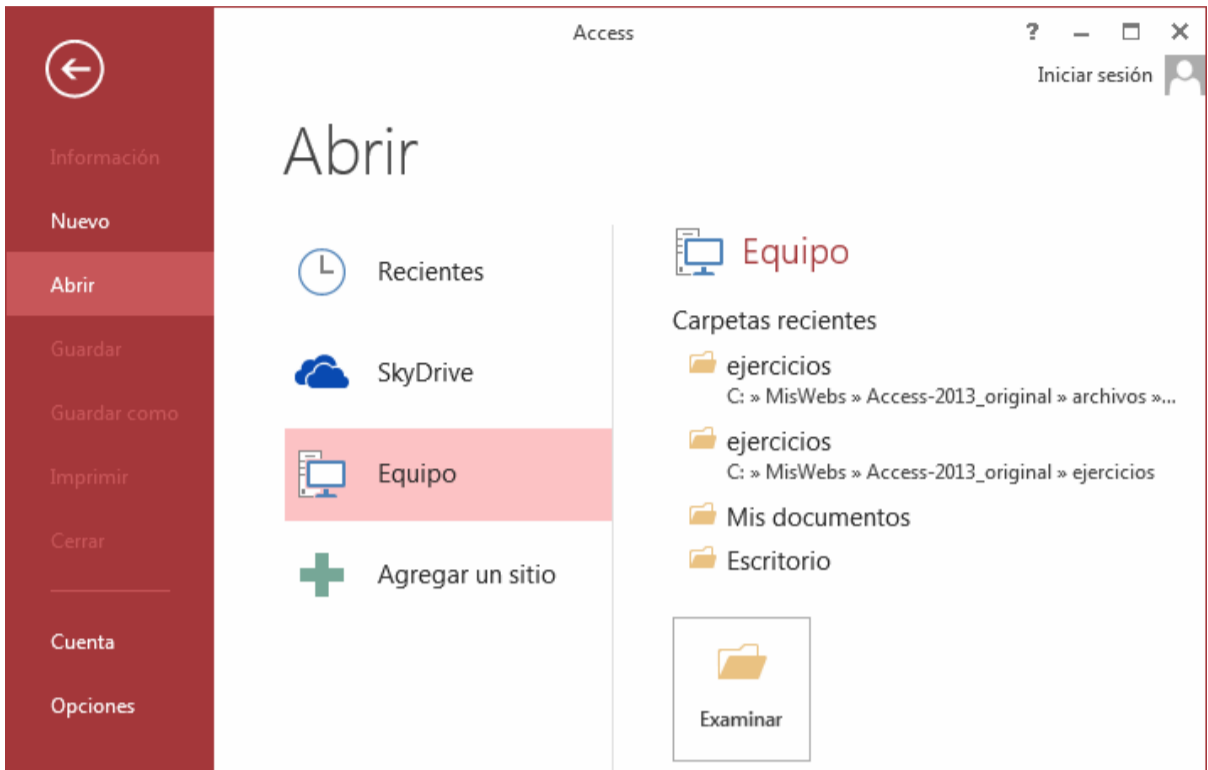 Access
?
Iniciar sesión
Información
Nuevo
Abrir
Guardar
Guardar como
Imprimir
Cerrar
Cuenta
Opciones
Abrir
Recientes
SkyDrive
Equipo
Agregar un sitio
Equipo
Carpetas recientes
ejercicios
C: » MisWebs » Access-2013_original » archivos »...
ejercicios
C: » MisWebs » Access-2013_original » ejercicios
Mis documentos
Escritorio
Examinar